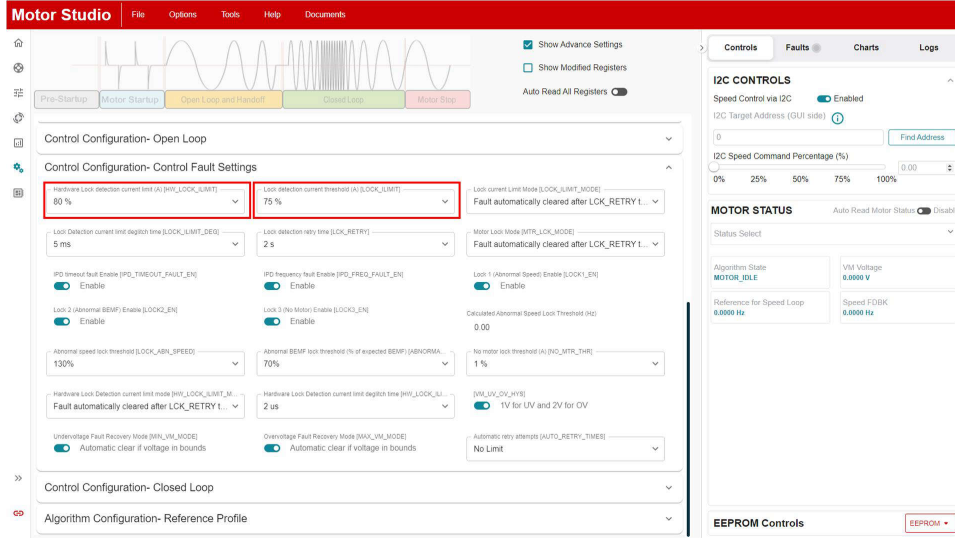 Motor Studio File Options Tools Help Documents
Show Advance Settings
Show Modified Registers
Auto Read All Registers
Pre-Startup Motor Startup Open Loop and Handoff Closed Loop Motor Stop
Control Configuration- Open Loop
Control Configuration- Control Fault Settings
Hardware Lock detection current limit (A) [HW_LOCK_ILIMIT] Lock detection current threshold (A) [LOCK_ILIMIT] Lock current Limit Mode [LOCK_ILIMIT_MODE]
80 % 75 % Fault automatically cleared after LCK_RETRY t...
Lock Detection current limit deglitch time [LOCK_ILIMIT_DEG] Lock detection retry time [LCK_RETRY] Motor Lock Mode [MTR_LCK_MODE]
5 ms 2 s Fault automatically cleared after LCK_RETRY t...
IPD timeout fault Enable [IPD_TIMEOUT_FAULT_EN] IPD frequency fault Enable [IPD_FREQ_FAULT_EN] Lock 1 (Abnormal Speed) Enable [LOCK1_EN]
Enable Enable Enable
Lock 2 (Abnormal BEMF) Enable [LOCK2_EN] Lock 3 (No Motor) Enable [LOCK3_EN] Calculated Abnormal Speed Lock Threshold (Hz)
Enable Enable 0.00
Abnormal speed lock threshold [LOCK_ABN_SPEED] Abnormal BEMF lock threshold (% of expected BEMF) [ABNORMA... No motor lock threshold (A) [NO_MTR_THR]
130% 70% 1 %
Hardware Lock Detection current limit mode [HW_LOCK_ILIMIT_M... Hardware Lock Detection current limit deglitch time [HW_LOCK_ILI... [VM_UV_OV_HYS]
Fault automatically cleared after LCK_RETRY t... 2 us 1V for UV and 2V for OV
Undervoltage Fault Recovery Mode [MIN_VM_MODE] Overvoltage Fault Recovery Mode [MAX_VM_MODE] Automatic retry attempts [AUTO_RETRY_TIMES]
Automatic clear if voltage in bounds Automatic clear if voltage in bounds No Limit
Control Configuration- Closed Loop
Algorithm Configuration- Reference Profile
Controls Faults Charts Logs
I2C CONTROLS
Speed Control via I2C Enabled
I2C Target Address (GUI side)
0 Find Address
I2C Speed Command Percentage (%)
0.00
0% 25% 50% 75% 100%
MOTOR STATUS Auto Read Motor Status Disabl
Status Select
Algorithm State VM Voltage
MOTOR_IDLE 0.0000 V
Reference for Speed Loop Speed FDBK
0.0000 Hz 0.0000 Hz
EEPROM Controls EEPROM